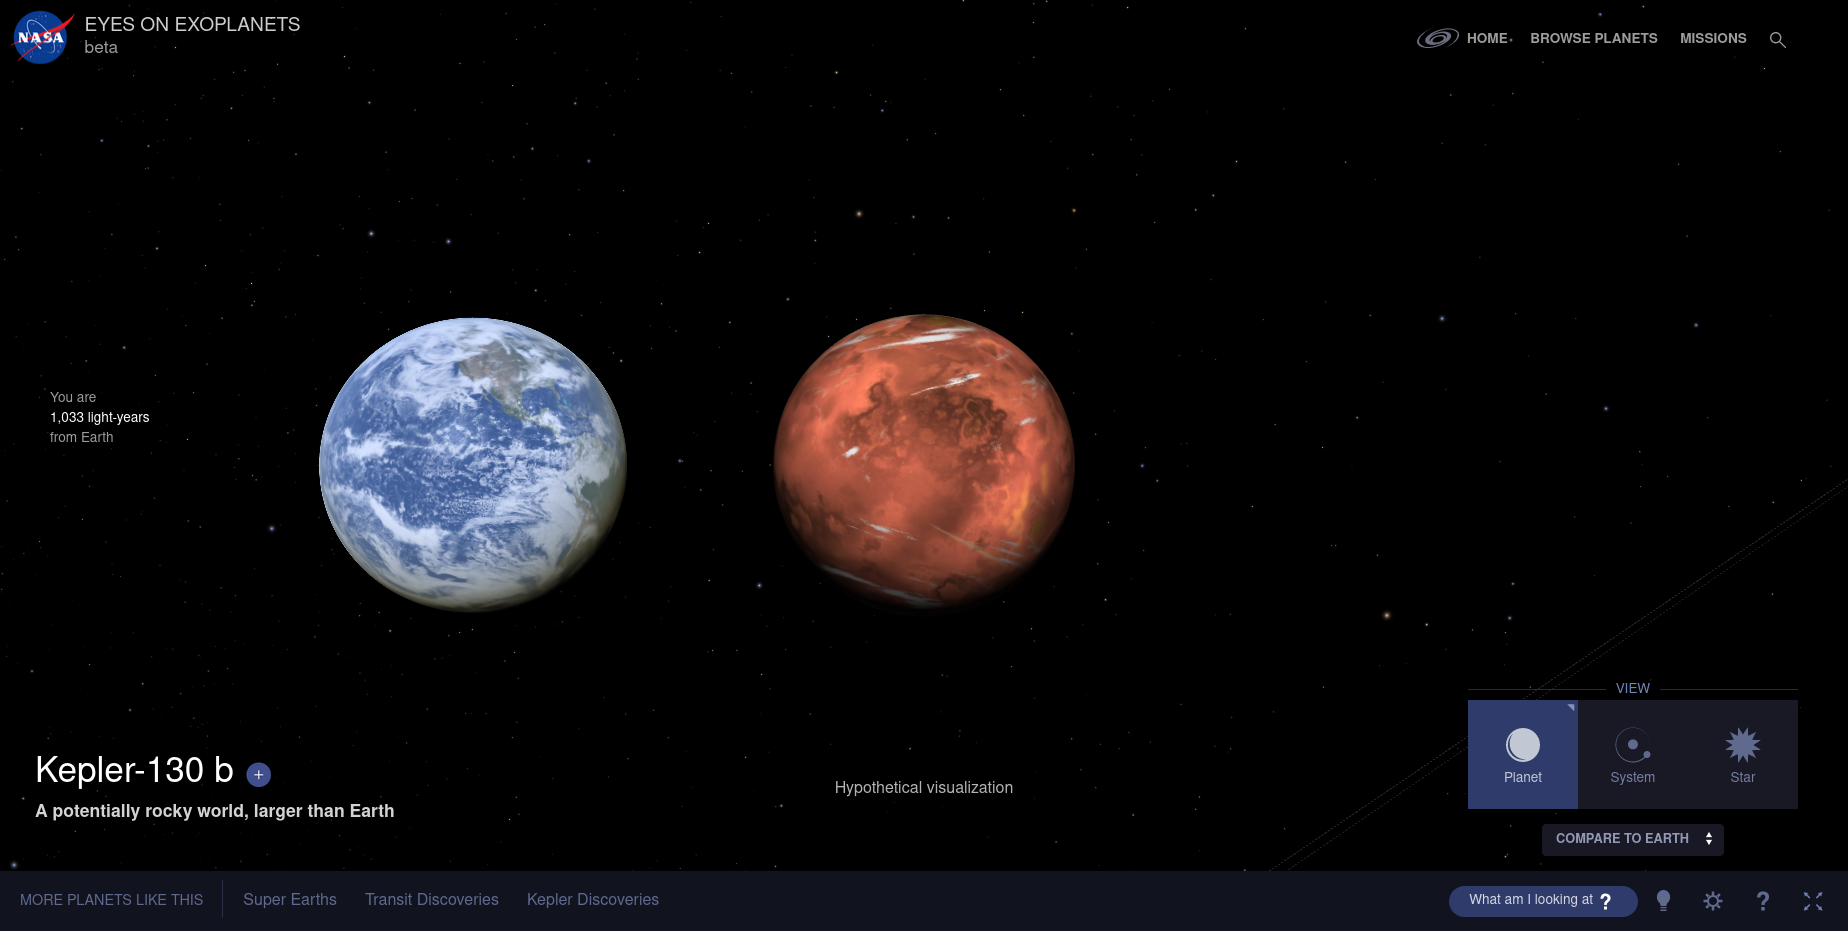 NASA
EYES ON EXOPLANETS
beta
HOME
BROWSE PLANETS
MISSIONS
You are
1,033 light-years
from Earth
Kepler-130 b +
A potentially rocky world, larger than Earth
Hypothetical visualization
VIEW
Planet
System
Star
COMPARE TO EARTH
MORE PLANETS LIKE THIS
Super Earths
Transit Discoveries
Kepler Discoveries
What am I looking at ?
?